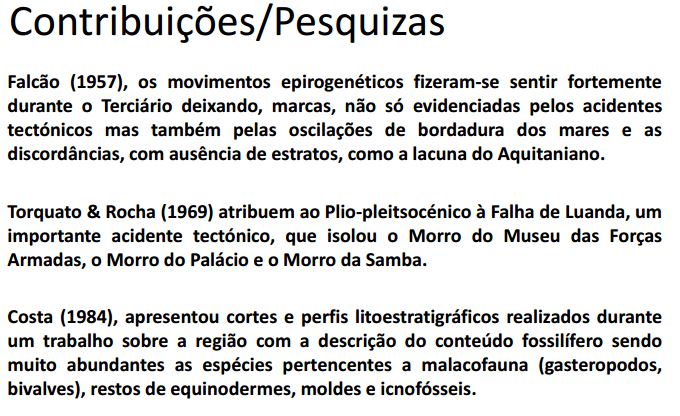 Contribuições/Pesquizas
Falcão (1957), os movimentos epirogenéticos fizeram-se sentir fortemente
durante o Terciário deixando, marcas, não só evidenciadas pelos acidentes
tectónicos mas também pelas oscilações de bordadura dos mares e as
discordâncias, com ausência de estratos, como a lacuna do Aquitaniano.
Torquato & Rocha (1969) atribuem ao Plio-pleitsocénico à Falha de Luanda, um
importante acidente tectónico, que isolou o Morro do Museu das Forças
Armadas, o Morro do Palácio e o Morro da Samba.
Costa (1984), apresentou cortes e perfis litoestratigráficos realizados durante
um trabalho sobre a região com a descrição do conteúdo fossilífero sendo
muito abundantes as espécies pertencentes a malacofauna (gasteropodos,
bivalves), restos de equinodermes, moldes e icnofósseis.